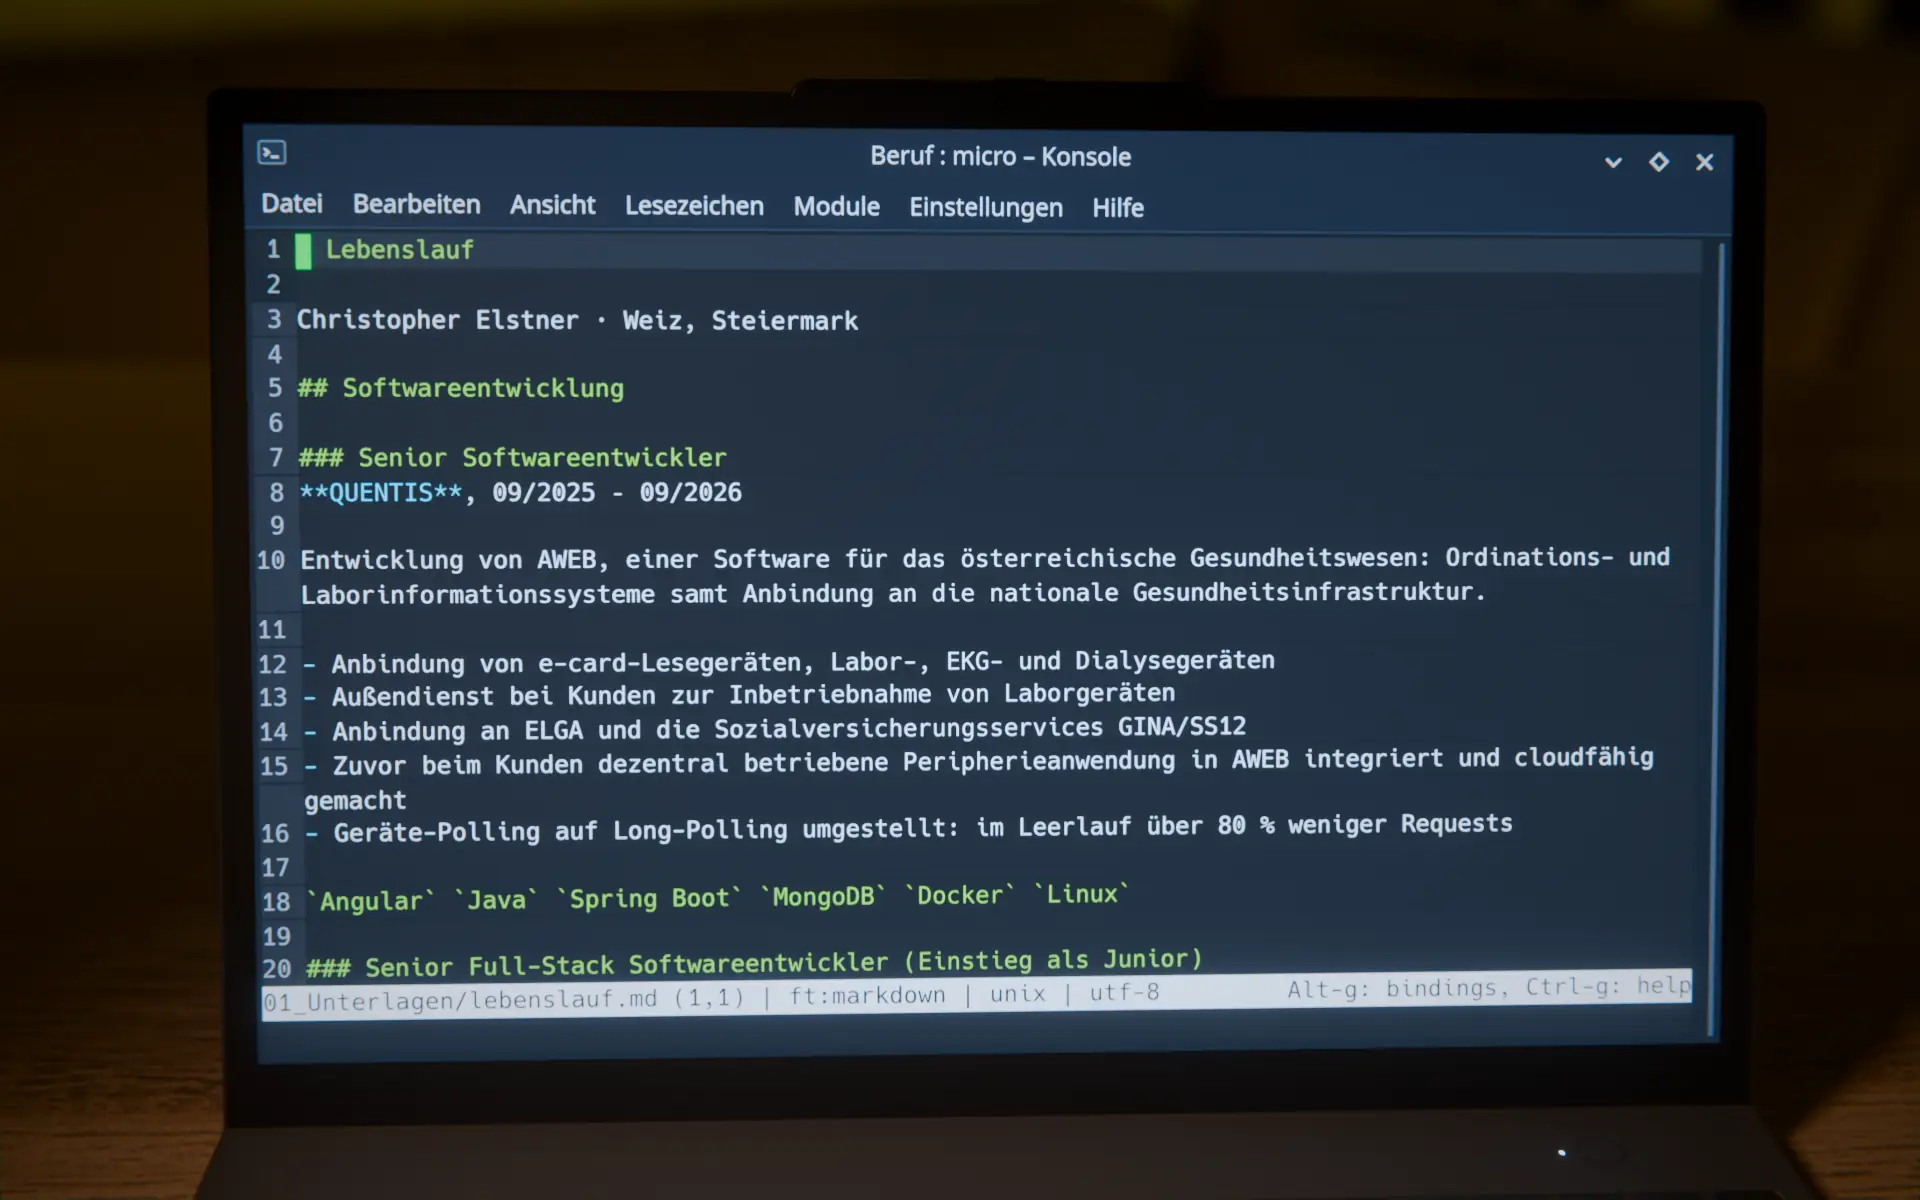 Beruf : micro – Konsole
Datei Bearbeiten Ansicht Lesezeichen Module Einstellungen Hilfe
1 Lebenslauf
2
3 Christopher Elstner · Weiz, Steiermark
4
5 ## Softwareentwicklung
6
7 ### Senior Softwareentwickler
8 **QUENTIS**, 09/2025 - 09/2026
9
10 Entwicklung von AWEB, einer Software für das österreichische Gesundheitswesen: Ordinations- und
Laborinformationssysteme samt Anbindung an die nationale Gesundheitsinfrastruktur.
11
12 - Anbindung von e-card-Lesegeräten, Labor-, EKG- und Dialysegeräten
13 - Außendienst bei Kunden zur Inbetriebnahme von Laborgeräten
14 - Anbindung an ELGA und die Sozialversicherungsservices GINA/SS12
15 - Zuvor beim Kunden dezentral betriebene Peripherieanwendung in AWEB integriert und cloudfähig
gemacht
16 - Geräte-Polling auf Long-Polling umgestellt: im Leerlauf über 80 % weniger Requests
17
18 `Angular` `Java` `Spring Boot` `MongoDB` `Docker` `Linux`
19
20 ### Senior Full-Stack Softwareentwickler (Einstieg als Junior)
01_Unterlagen/lebenslauf.md (1,1) | ft:markdown | unix | utf-8 Alt-g: bindings, Ctrl-g: help